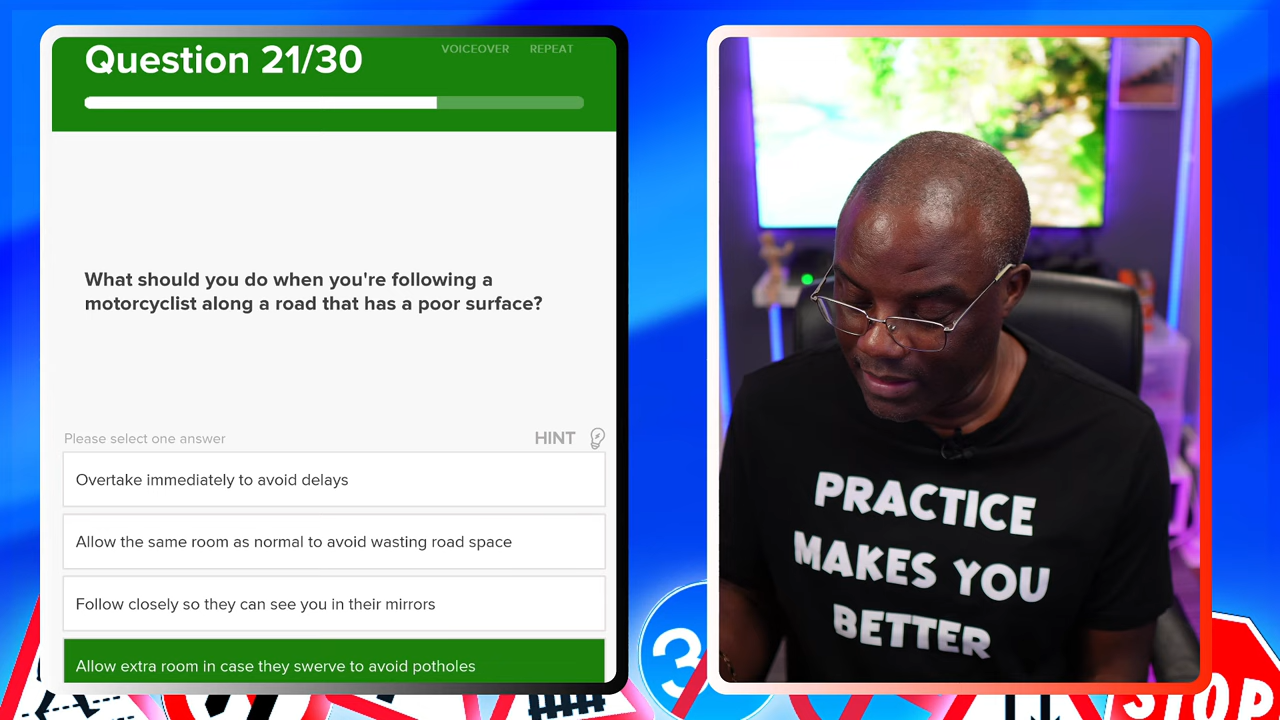 Question 21/30
VOICEOVER REPEAT
What should you do when you're following a
motorcyclist along a road that has a poor surface?
Please select one answer
HINT
Overtake immediately to avoid delays
Allow the same room as normal to avoid wasting road space
Follow closely so they can see you in their mirrors
Allow extra room in case they swerve to avoid potholes
PRACTICE
MAKES YOU
BETTER
3
STOP